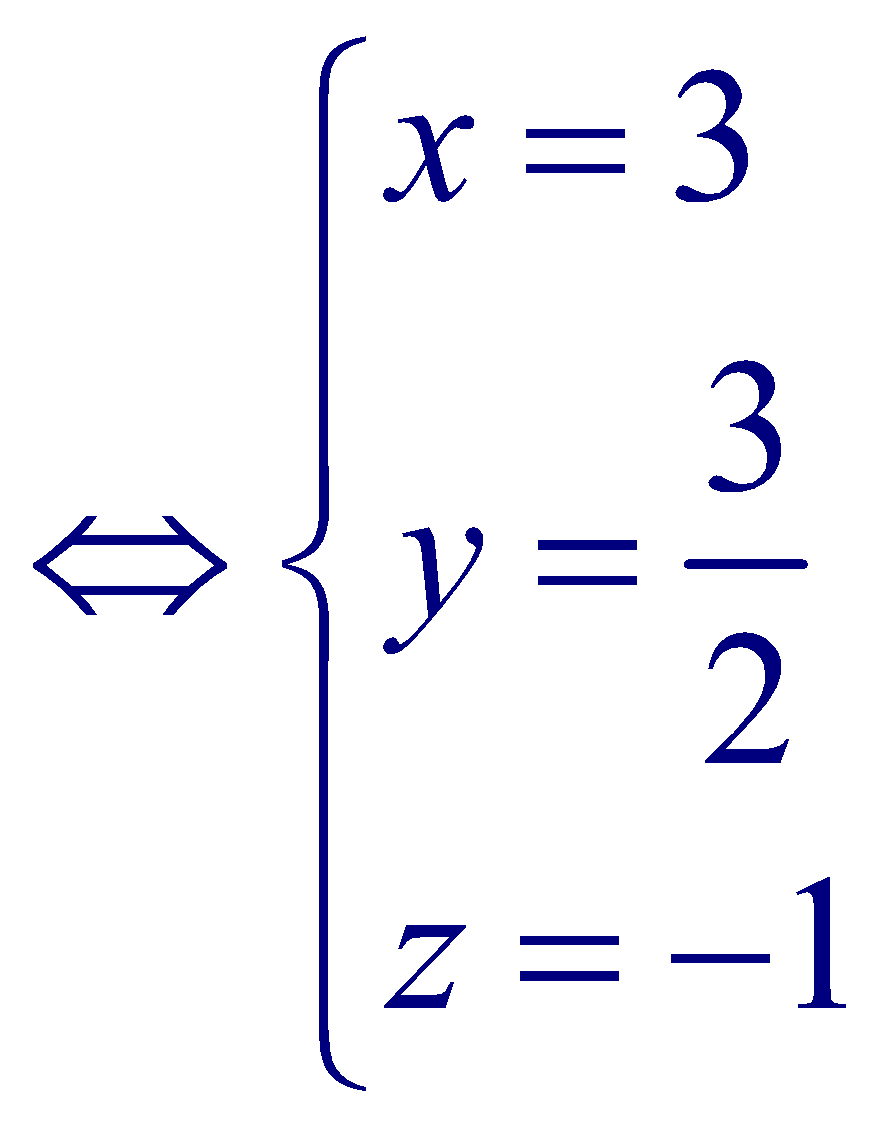 x = 3
⇔ { y = 3/2
z = −1